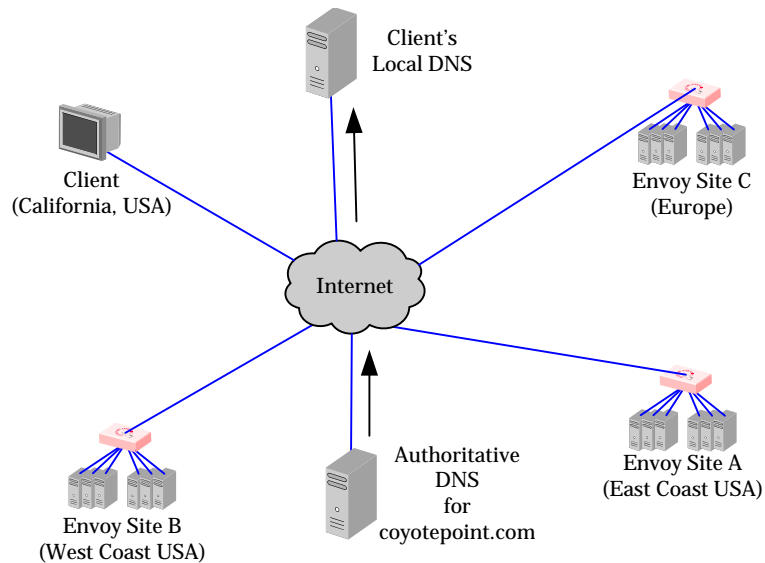 Client's
Local DNS
Client
(California, USA)
Envoy Site C
(Europe)
Internet
Authoritative
DNS
for
coyotepoint.com
Envoy Site A
(East Coast USA)
Envoy Site B
(West Coast USA)